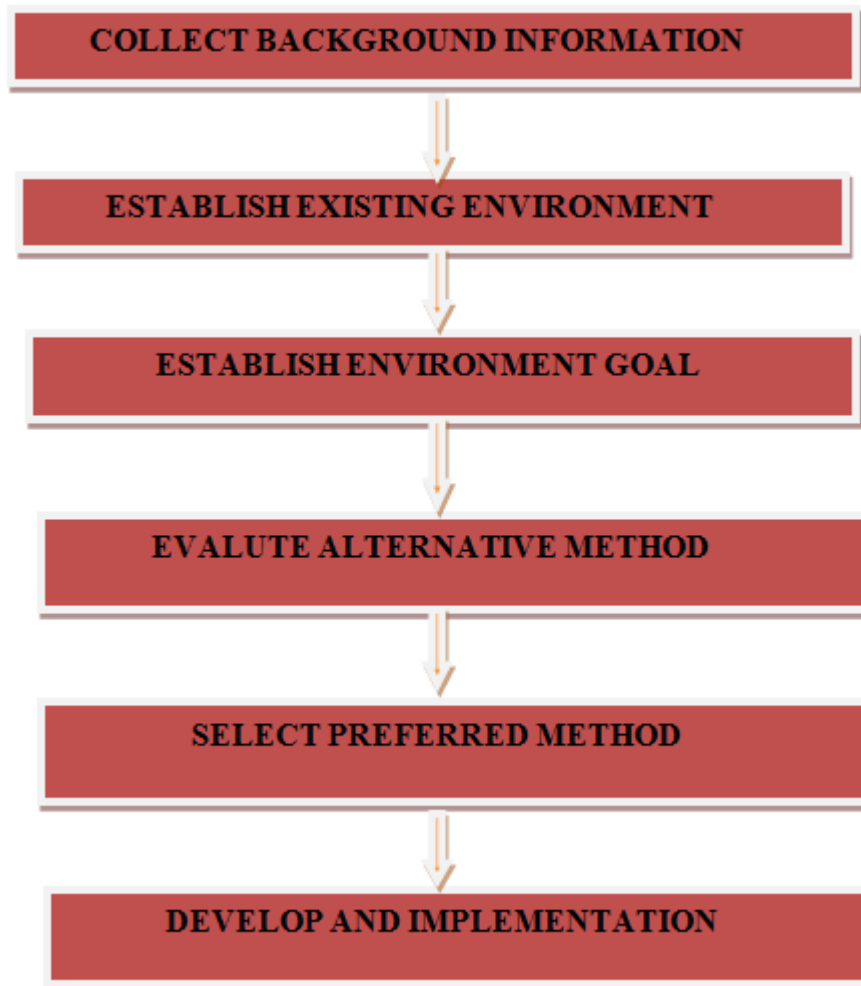 COLLECT BACKGROUND INFORMATION
ESTABLISH EXISTING ENVIRONMENT
ESTABLISH ENVIRONMENT GOAL
EVALUTE ALTERNATIVE METHOD
SELECT PREFERRED METHOD
DEVELOP AND IMPLEMENTATION